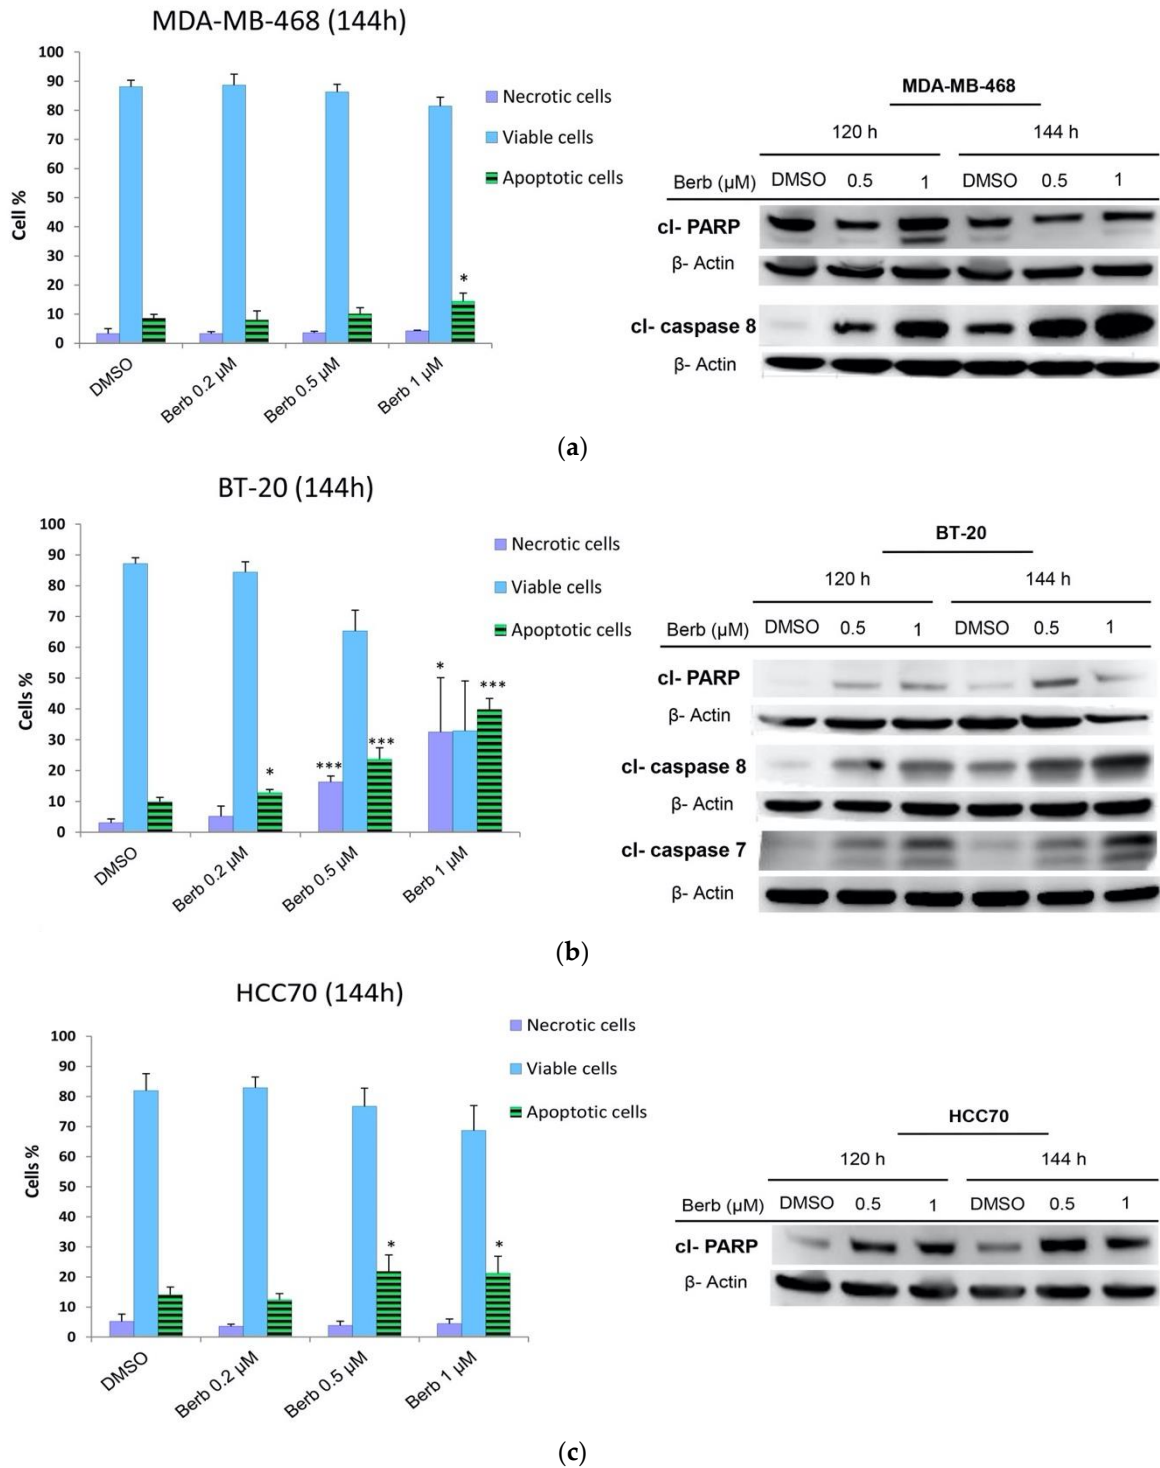 MDA-MB-468 (144h)
100
90
80
70
60
50
40
30
20
10
0
Cell %
*
DMSO
Berb 0.2 µM
Berb 0.5 µM
Berb 1 µM
Necrotic cells
Viable cells
Apoptotic cells
MDA-MB-468
120 h 144 h
Berb (µM) DMSO 0.5 1 DMSO 0.5 1
cl- PARP
β- Actin
cl- caspase 8
β- Actin
(a)
BT-20 (144h)
100
90
80
70
60
50
40
30
20
10
0
Cells %
* *** *** * ***
DMSO
Berb 0.2 µM
Berb 0.5 µM
Berb 1 µM
Necrotic cells
Viable cells
Apoptotic cells
BT-20
120 h 144 h
Berb (µM) DMSO 0.5 1 DMSO 0.5 1
cl- PARP
β- Actin
cl- caspase 8
β- Actin
cl- caspase 7
β- Actin
(b)
HCC70 (144h)
100
90
80
70
60
50
40
30
20
10
0
Cells %
* *
DMSO
Berb 0.2 µM
Berb 0.5 µM
Berb 1 µM
Necrotic cells
Viable cells
Apoptotic cells
HCC70
120 h 144 h
Berb (µM) DMSO 0.5 1 DMSO 0.5 1
cl- PARP
β- Actin
(c)